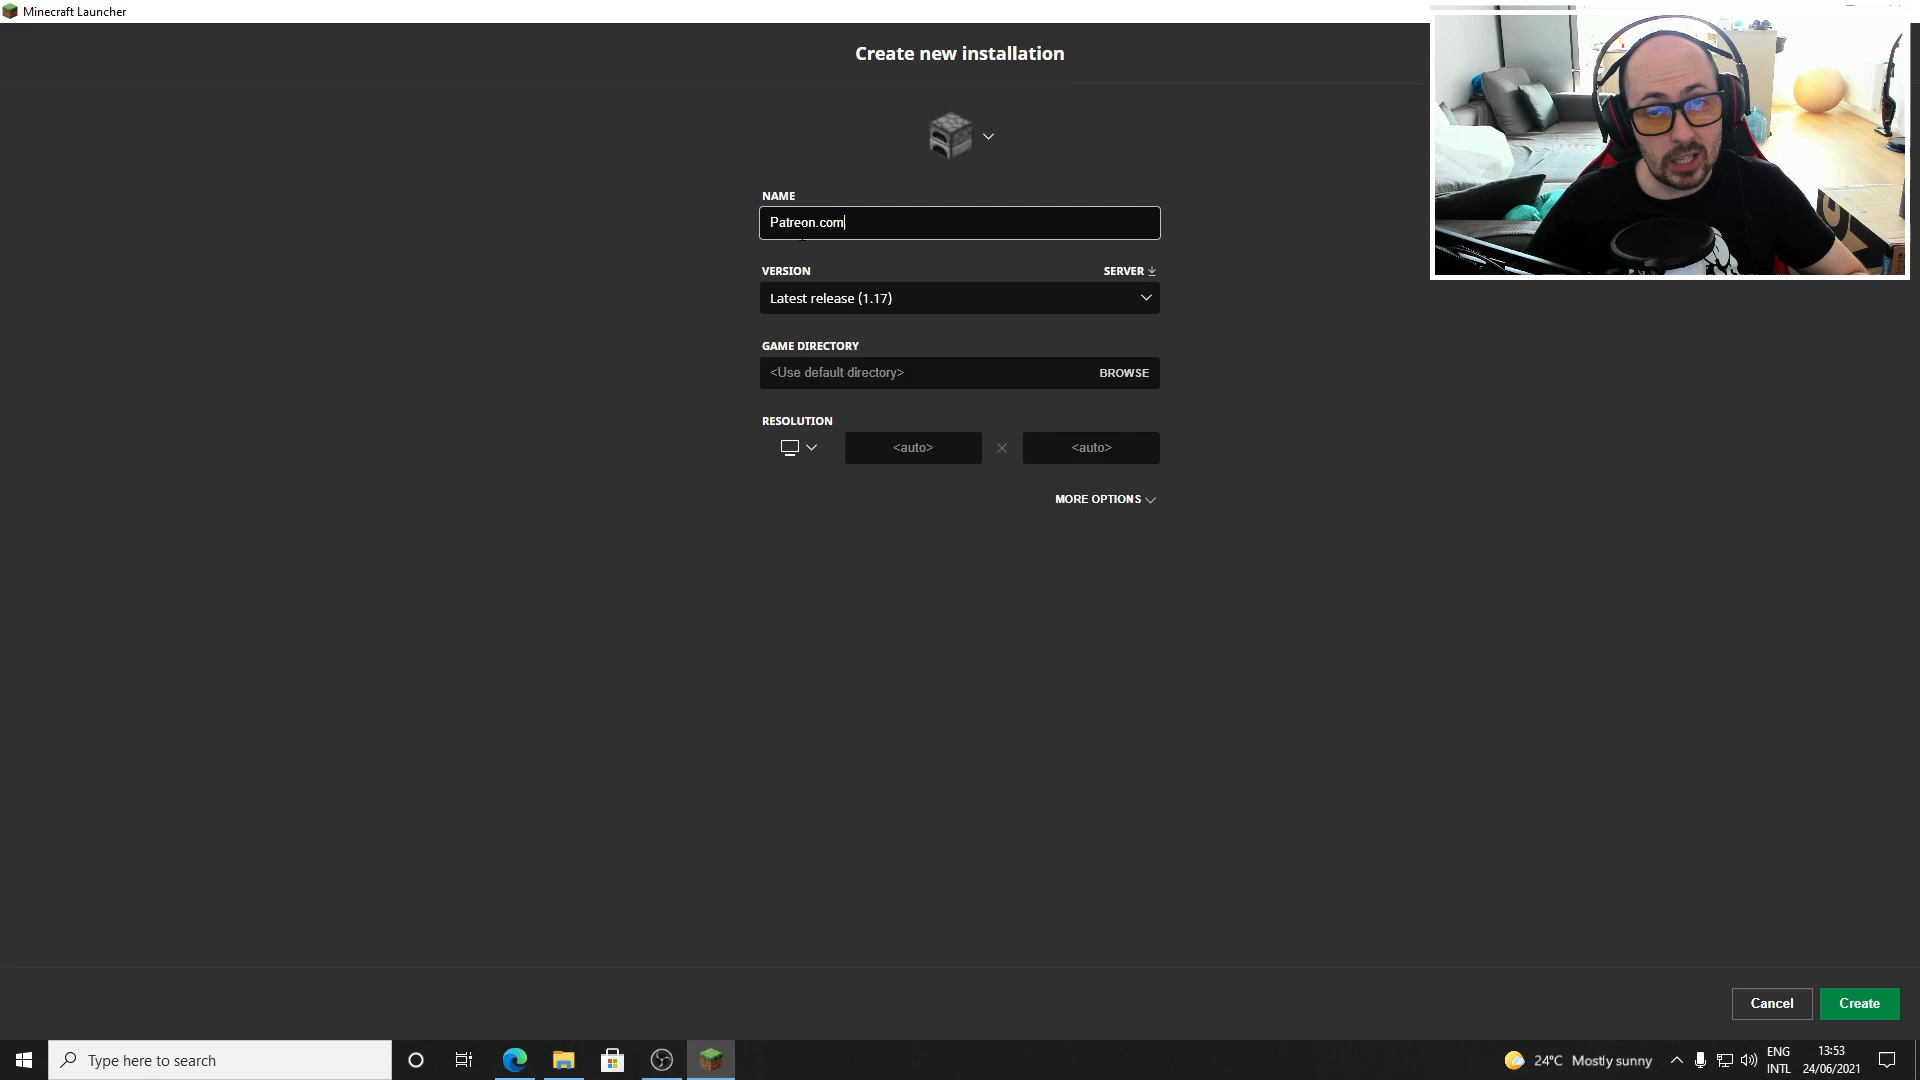 Minecraft Launcher
Create new installation
NAME
Patreon.com
VERSION
SERVER
Latest release (1.17)
GAME DIRECTORY
<Use default directory>
BROWSE
RESOLUTION
<auto>
<auto>
MORE OPTIONS
Cancel
Create
Type here to search
24°C Mostly sunny
ENG
INTL
13:53
24/06/2021